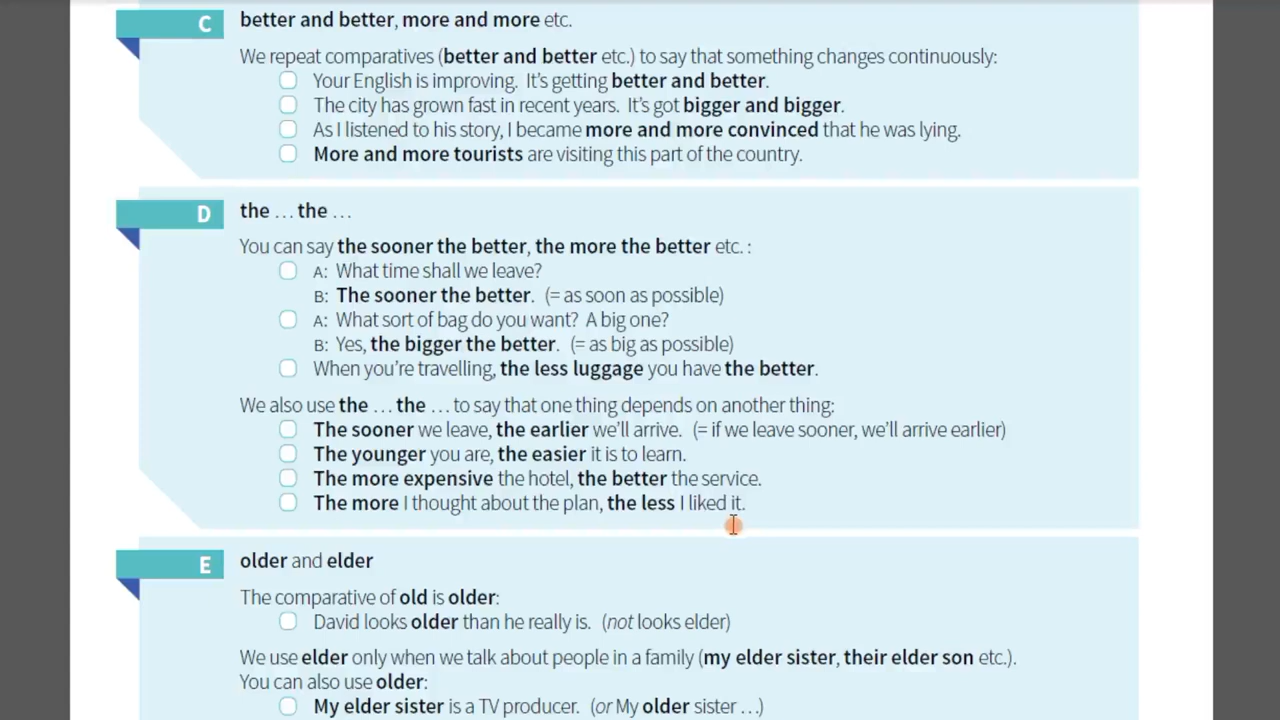 C better and better, more and more etc.
We repeat comparatives (better and better etc.) to say that something changes continuously:
Your English is improving. It's getting better and better.
The city has grown fast in recent years. It's got bigger and bigger.
As I listened to his story, I became more and more convinced that he was lying.
More and more tourists are visiting this part of the country.
D the … the …
You can say the sooner the better, the more the better etc. :
A: What time shall we leave?
B: The sooner the better. (= as soon as possible)
A: What sort of bag do you want? A big one?
B: Yes, the bigger the better. (= as big as possible)
When you're travelling, the less luggage you have the better.
We also use the … the … to say that one thing depends on another thing:
The sooner we leave, the earlier we'll arrive. (= if we leave sooner, we'll arrive earlier)
The younger you are, the easier it is to learn.
The more expensive the hotel, the better the service.
The more I thought about the plan, the less I liked it.
E older and elder
The comparative of old is older:
David looks older than he really is. (not looks elder)
We use elder only when we talk about people in a family (my elder sister, their elder son etc.).
You can also use older:
My elder sister is a TV producer. (or My older sister …)